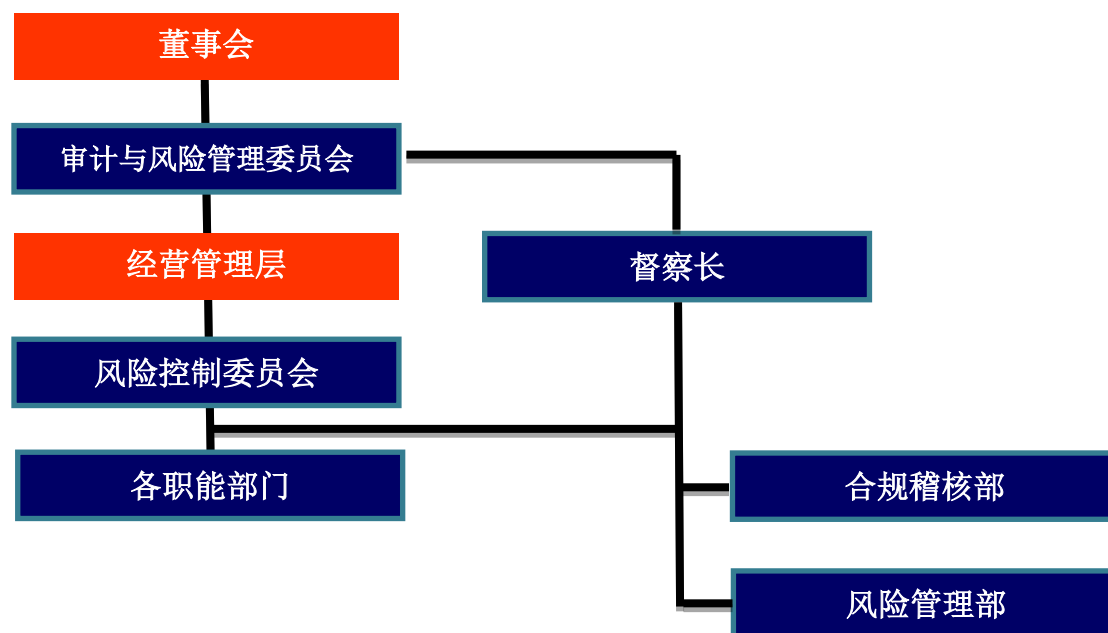 董事会
审计与风险管理委员会
经营管理层
督察长
风险控制委员会
各职能部门
合规稽核部
风险管理部